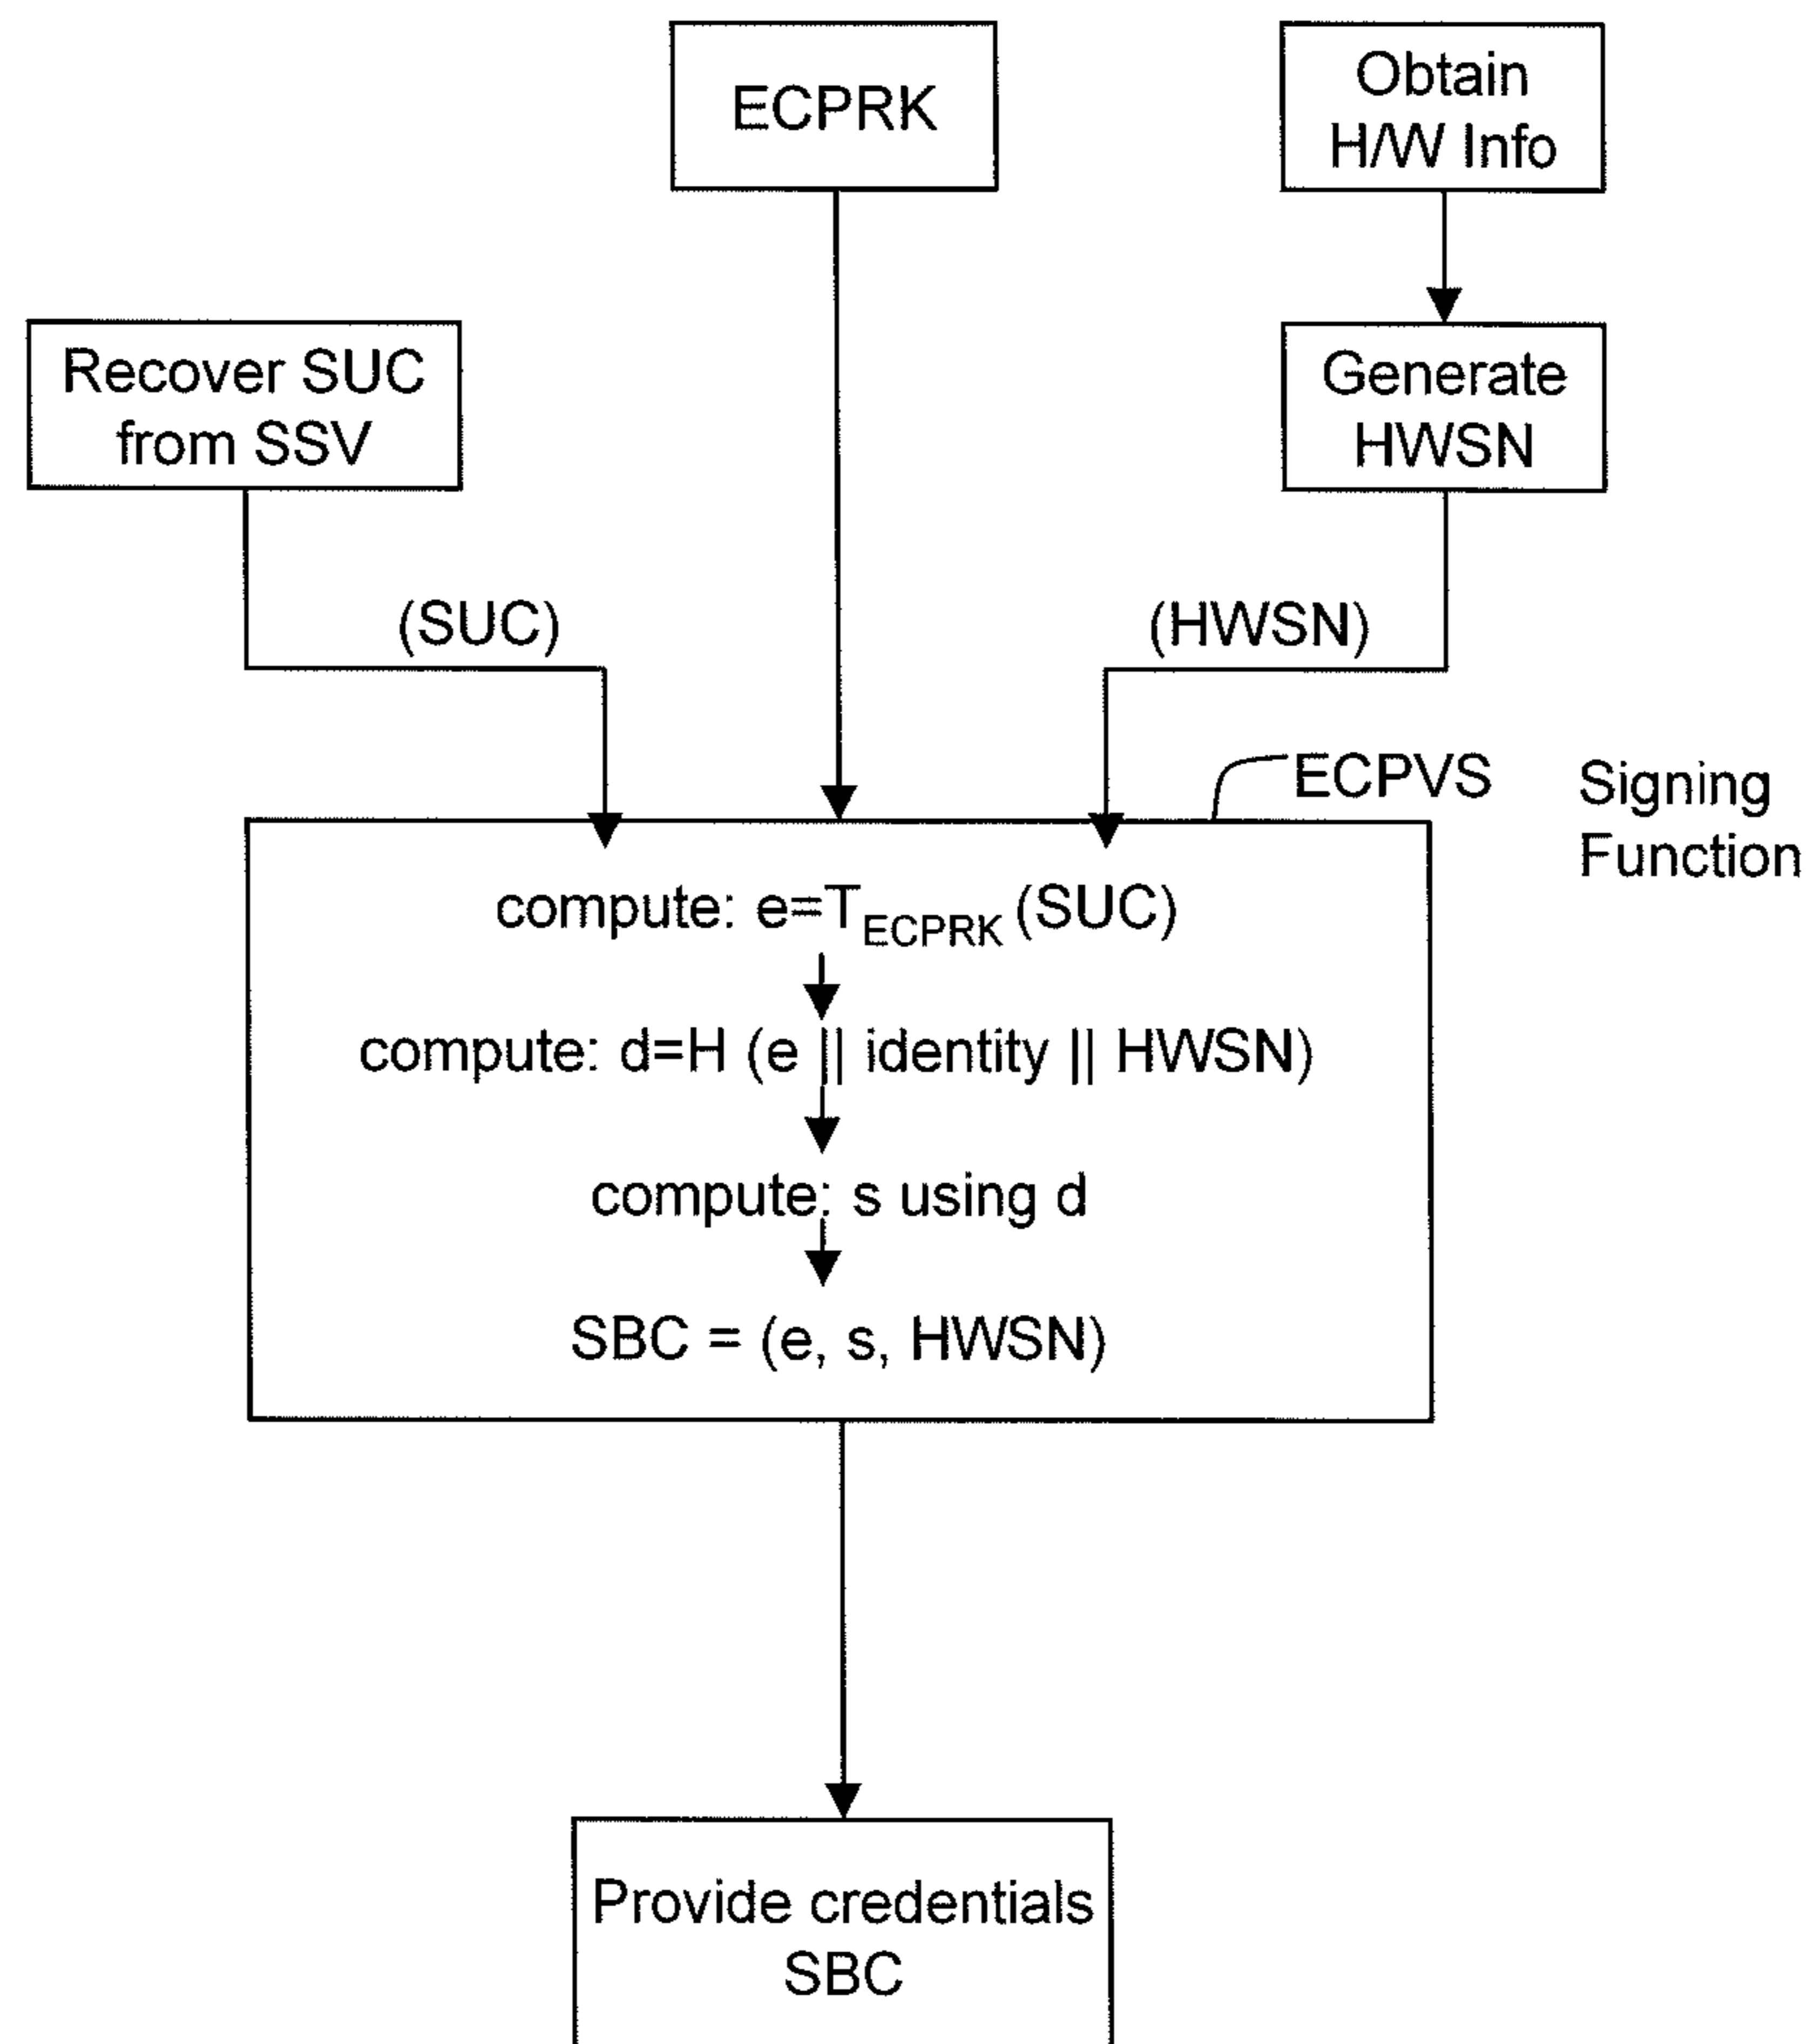 ECPRK
Obtain
H/W Info
Recover SUC
from SSV
Generate
HWSN
(SUC)
(HWSN)
ECPVS
Signing
Function
compute: e=T_ECPRK (SUC)
compute: d=H (e || identity || HWSN)
compute: s using d
SBC = (e, s, HWSN)
Provide credentials
SBC